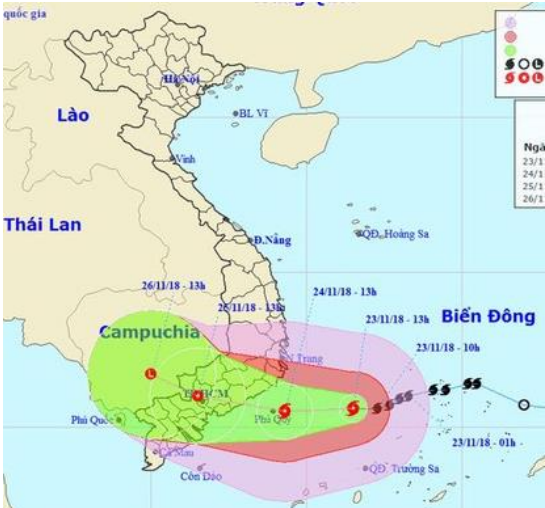 quốc gia
Hà Nội
BL Vĩ
Lào
Vinh
Ngà
23/1
24/1
25/1
26/1
Thái Lan
Đ.Nẵng
QĐ. Hoàng Sa
26/11/18 - 13h
24/11/18 - 13h
25/11/18 - 13h
23/11/18 - 13h
Biển Đông
Campuchia
23/11/18 - 10h
Trang
L
Phú Quốc
Phú Quý
23/11/18 - 01h
Cà Mau
Côn Đảo
QĐ. Trường Sa